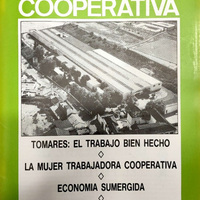 COOPERATIVA
TOMARES: EL TRABAJO BIEN HECHO
LA MUJER TRABAJADORA COOPERATIVA
ECONOMIA SUMERGIDA